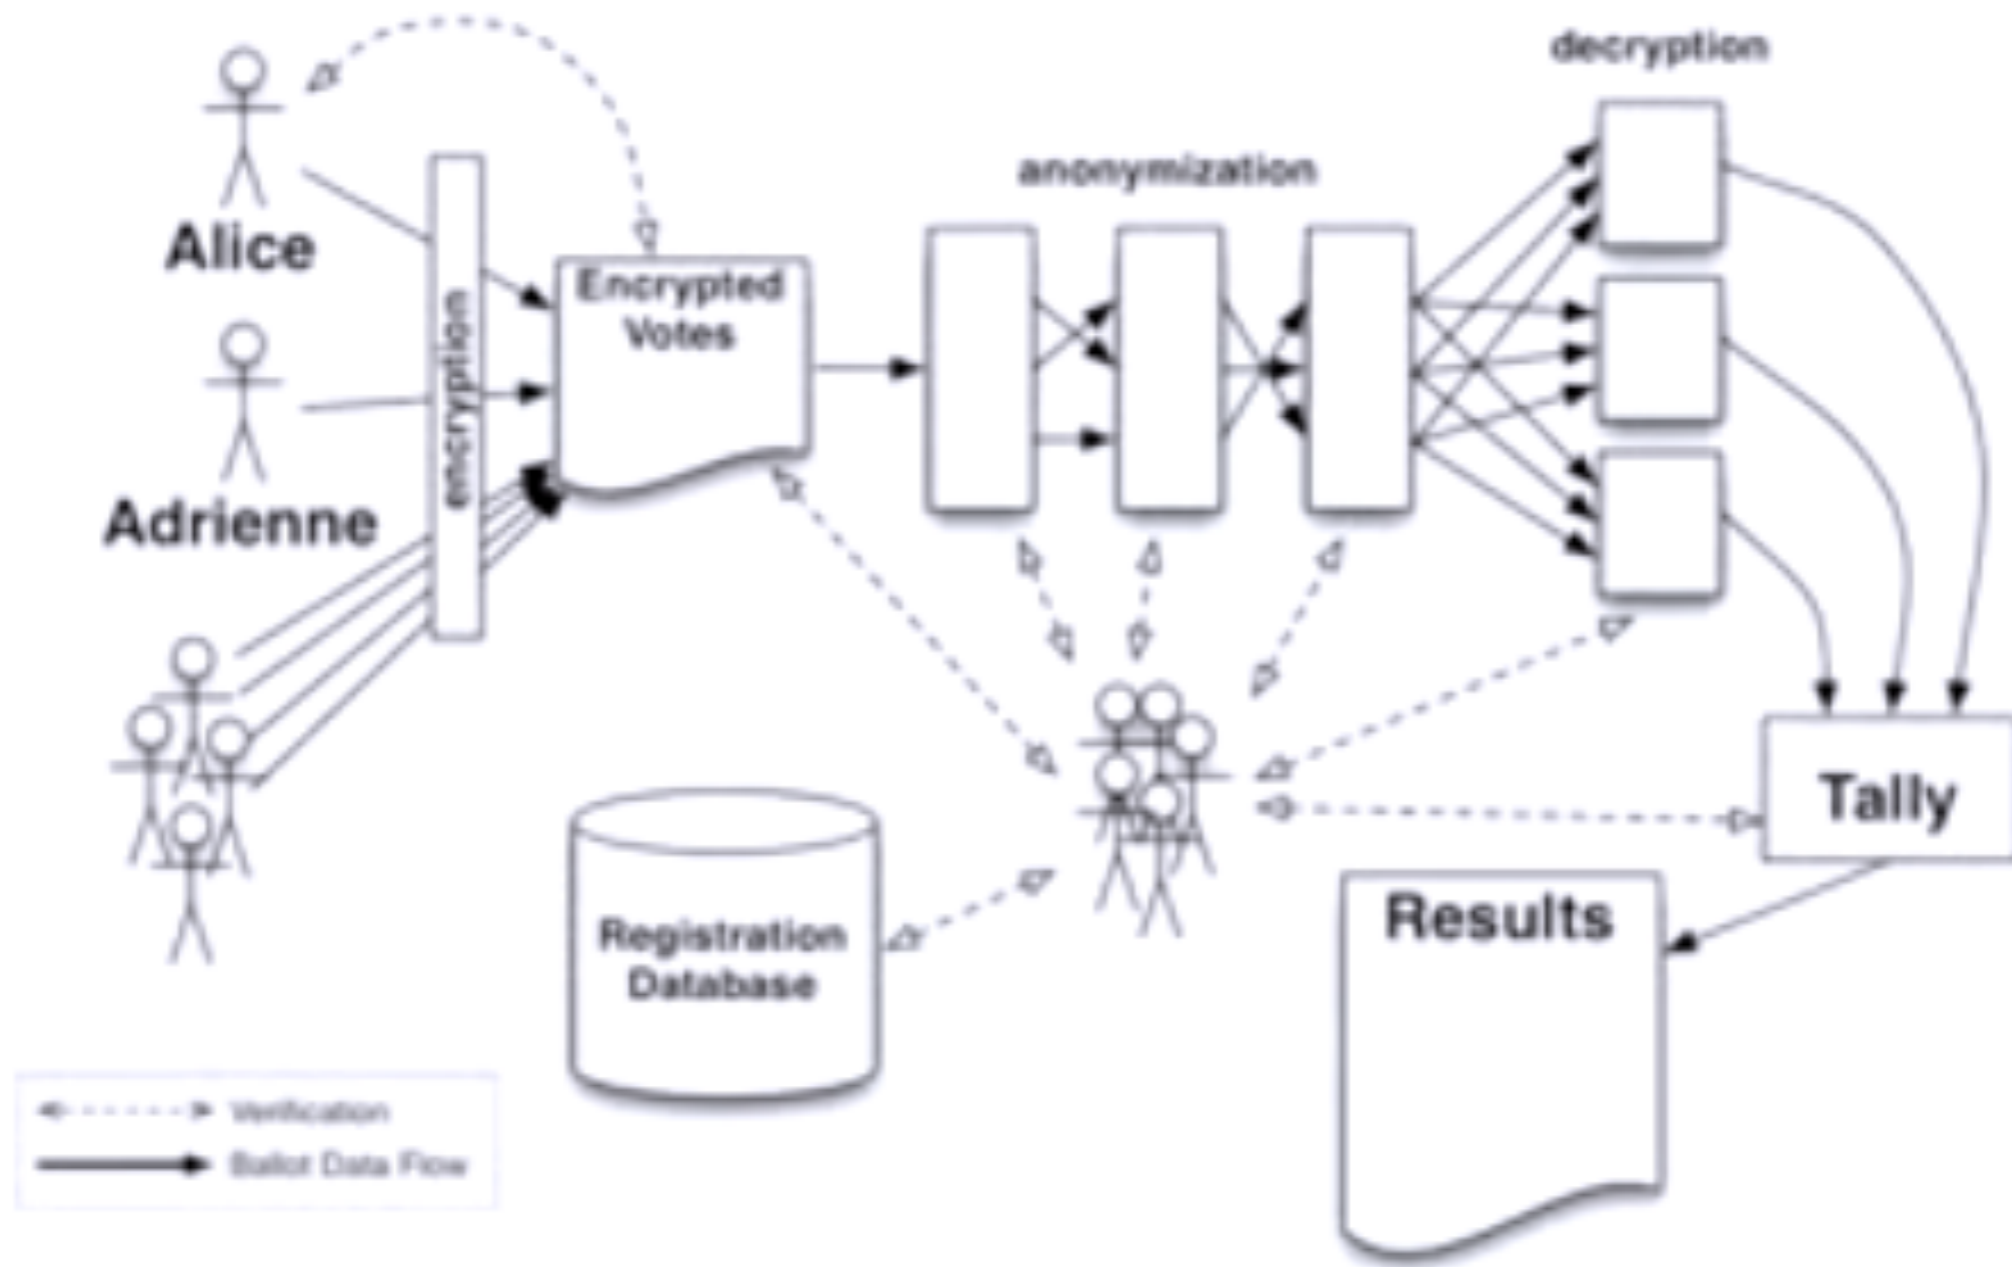 decryption
anonymization
Alice
encryption
Encrypted
Votes
Adrienne
Tally
Results
Registration
Database
Verification
Ballot Data Flow